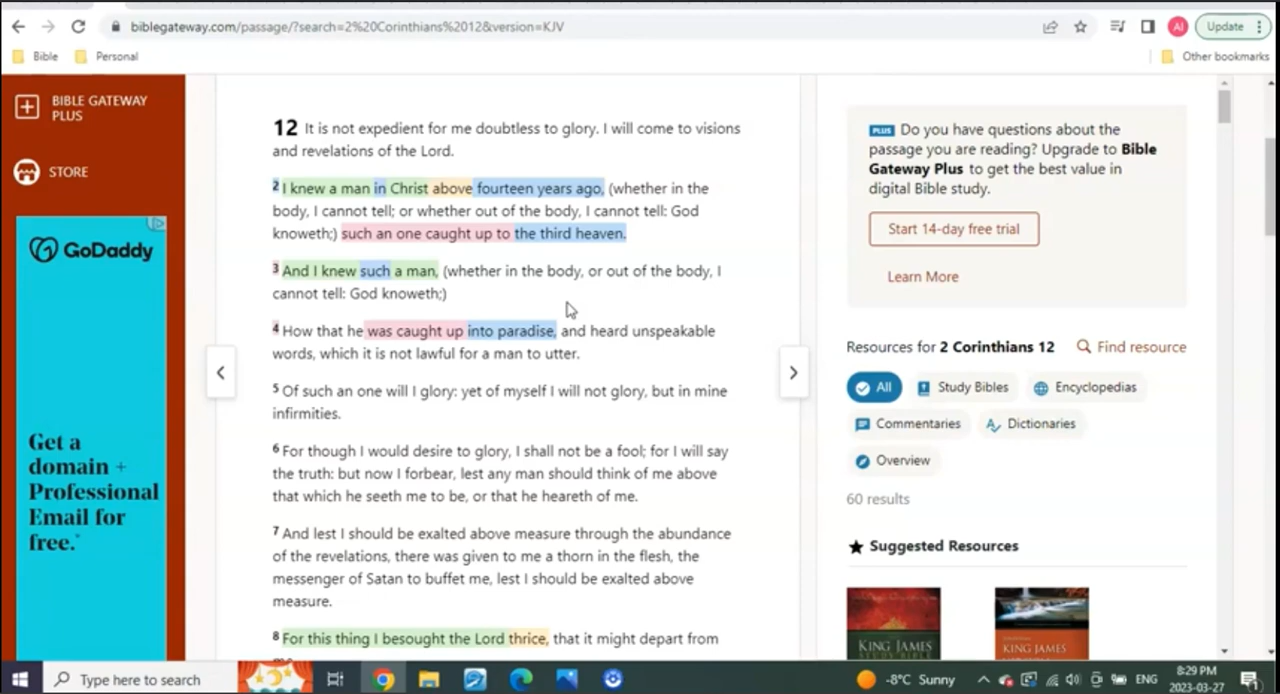 biblegateway.com/passage/?search=2%20Corinthians%2012&version=KJV
AI
Update
Bible
Personal
Other bookmarks
BIBLE GATEWAY
PLUS
STORE
GoDaddy
Get a
domain +
Professional
Email for
free.*
12 It is not expedient for me doubtless to glory. I will come to visions
and revelations of the Lord.
2 I knew a man in Christ above fourteen years ago, (whether in the
body, I cannot tell; or whether out of the body, I cannot tell: God
knoweth;) such an one caught up to the third heaven.
3 And I knew such a man, (whether in the body, or out of the body, I
cannot tell: God knoweth;)
4 How that he was caught up into paradise, and heard unspeakable
words, which it is not lawful for a man to utter.
5 Of such an one will I glory: yet of myself I will not glory, but in mine
infirmities.
6 For though I would desire to glory, I shall not be a fool; for I will say
the truth: but now I forbear, lest any man should think of me above
that which he seeth me to be, or that he heareth of me.
7 And lest I should be exalted above measure through the abundance
of the revelations, there was given to me a thorn in the flesh, the
messenger of Satan to buffet me, lest I should be exalted above
measure.
8 For this thing I besought the Lord thrice, that it might depart from
PLUS Do you have questions about the
passage you are reading? Upgrade to Bible
Gateway Plus to get the best value in
digital Bible study.
Start 14-day free trial
Learn More
Resources for 2 Corinthians 12
Find resource
All
Study Bibles
Encyclopedias
Commentaries
Dictionaries
Overview
60 results
Suggested Resources
KING JAMES
KING JAMES
Type here to search
-8°C Sunny
ENG
8:29 PM
2023-03-27